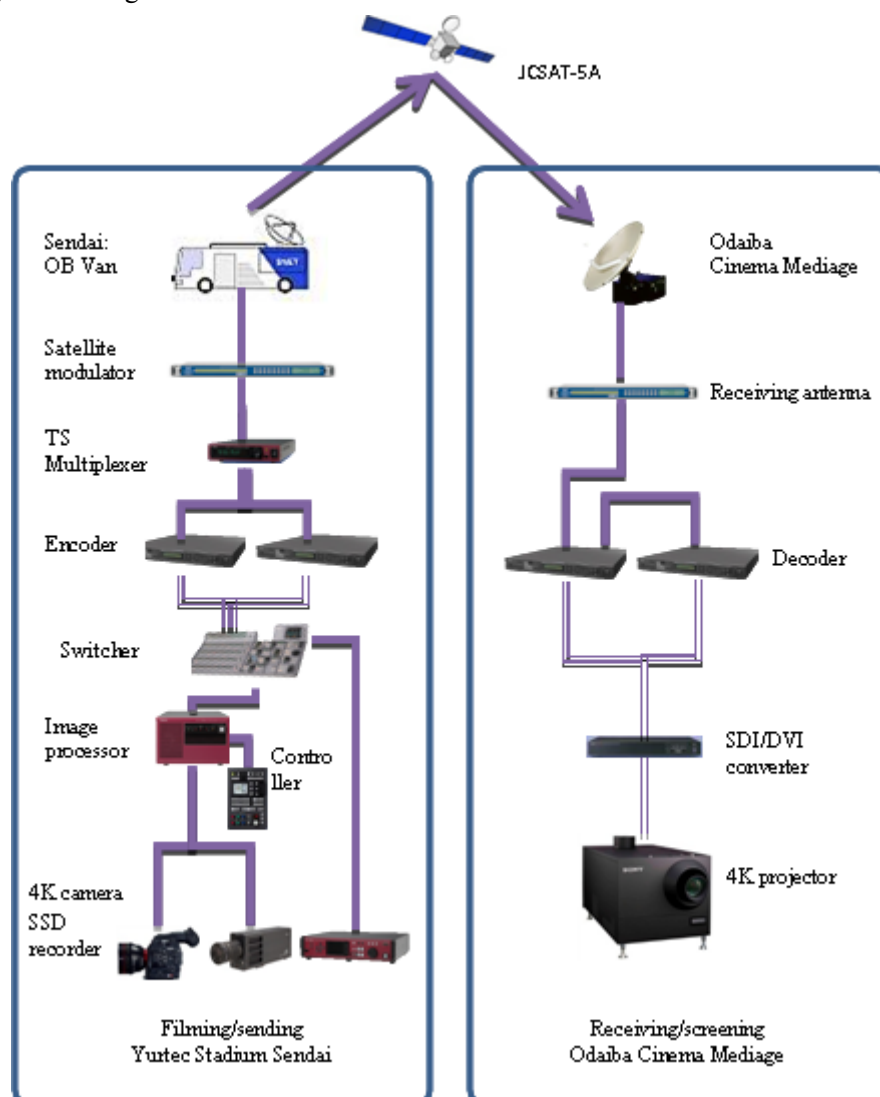 JCSAT-5A
Sendai:
OB Van
Satellite
modulator
TS
Multiplexer
Encoder
Switcher
Image
processor
Contro
ller
4K camera
SSD
recorder
Filming/sending
Yurtec Stadium Sendai
Odaiba
Cinema Mediage
Receiving antenna
Decoder
SDI/DVI
converter
4K projector
SONY
Receiving/screening
Odaiba Cinema Mediage